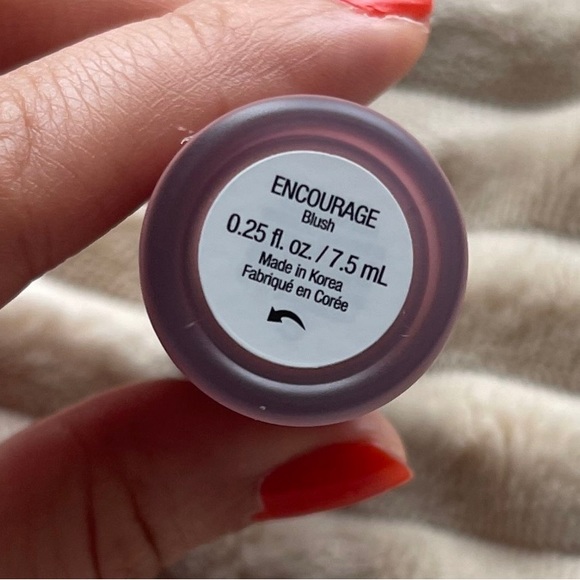 ENCOURAGE
Blush
0.25 fl. oz. / 7.5 mL
Made in Korea
Fabriqué en Corée